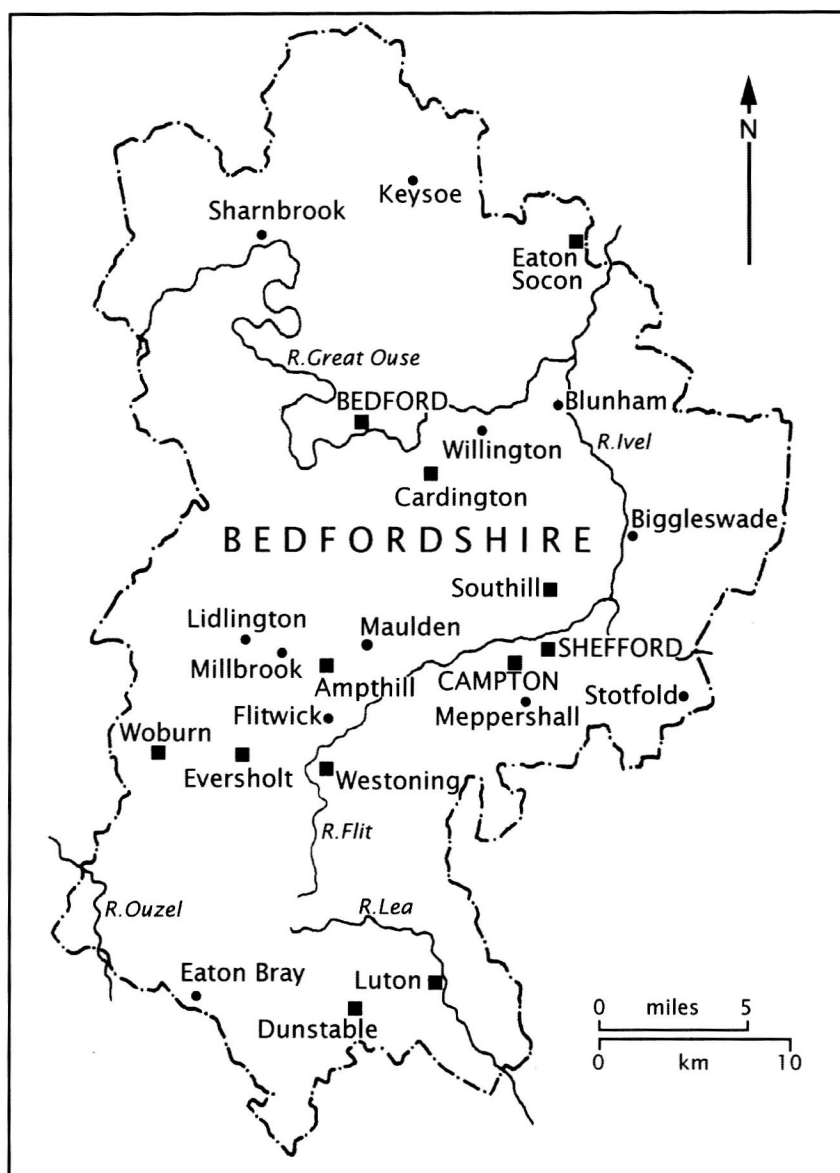 N
Keysoe
Sharnbrook
Eaton
Socon
R.Great Ouse
BEDFORD
Blunham
Willington
R.Ivel
Cardington
Biggleswade
BEDFORDSHIRE
Southill
Lidlington
Maulden
Millbrook
SHEFFORD
Ampthill
CAMPTON
Stotfold
Flitwick
Meppershall
Woburn
Eversholt
Westoning
R.Flit
R.Ouzel
R.Lea
Eaton Bray
Luton
Dunstable
0 miles 5
0 km 10